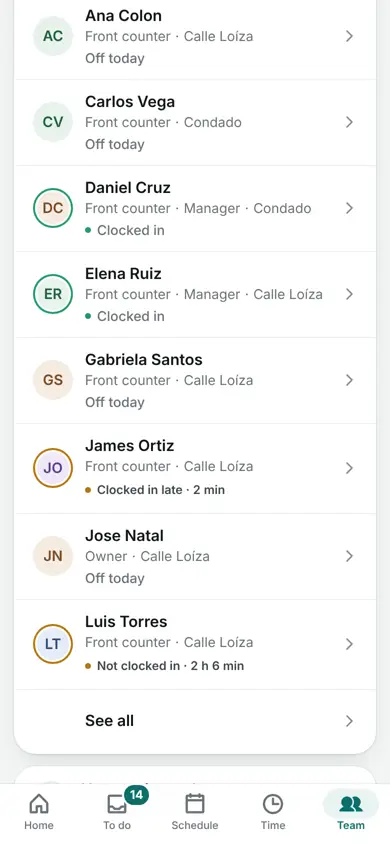 Ana Colon
AC
Front counter · Calle Loíza
Off today
Carlos Vega
CV
Front counter · Condado
Off today
Daniel Cruz
DC
Front counter · Manager · Condado
Clocked in
Elena Ruiz
ER
Front counter · Manager · Calle Loíza
Clocked in
Gabriela Santos
GS
Front counter · Calle Loíza
Off today
James Ortiz
JO
Front counter · Calle Loíza
Clocked in late · 2 min
Jose Natal
JN
Owner · Calle Loíza
Off today
Luis Torres
LT
Front counter · Calle Loíza
Not clocked in · 2 h 6 min
See all
14
Home
To do
Schedule
Time
Team